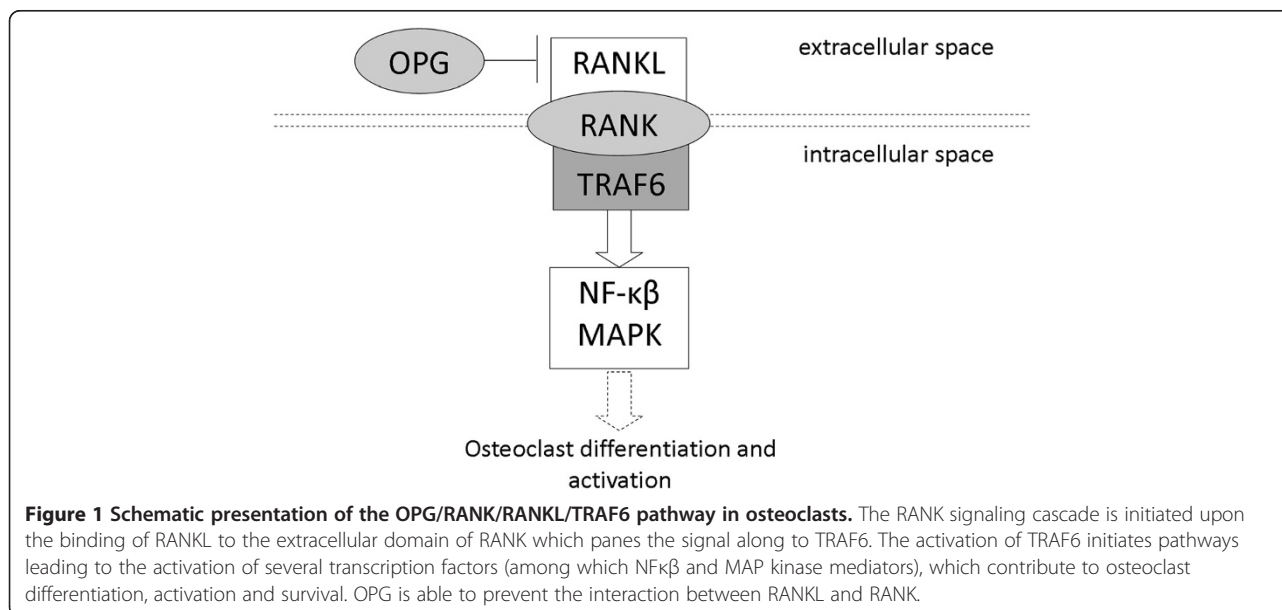 OPG
RANKL
extracellular space
RANK
intracellular space
TRAF6
NF-κβ
MAPK
Osteoclast differentiation and
activation
Figure 1 Schematic presentation of the OPG/RANK/RANKL/TRAF6 pathway in osteoclasts. The RANK signaling cascade is initiated upon
the binding of RANKL to the extracellular domain of RANK which panes the signal along to TRAF6. The activation of TRAF6 initiates pathways
leading to the activation of several transcription factors (among which NFκβ and MAP kinase mediators), which contribute to osteoclast
differentiation, activation and survival. OPG is able to prevent the interaction between RANKL and RANK.